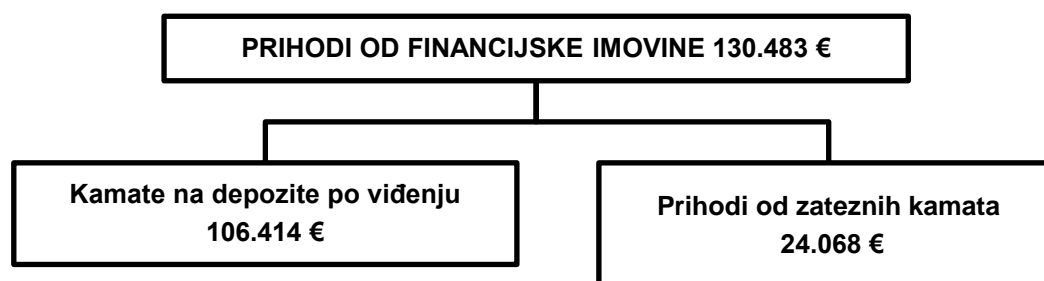 PRIHODI OD FINANCIJSKE IMOVINE 130.483 €
Kamate na depozite po viđenju
106.414 €
Prihodi od zateznih kamata
24.068 €